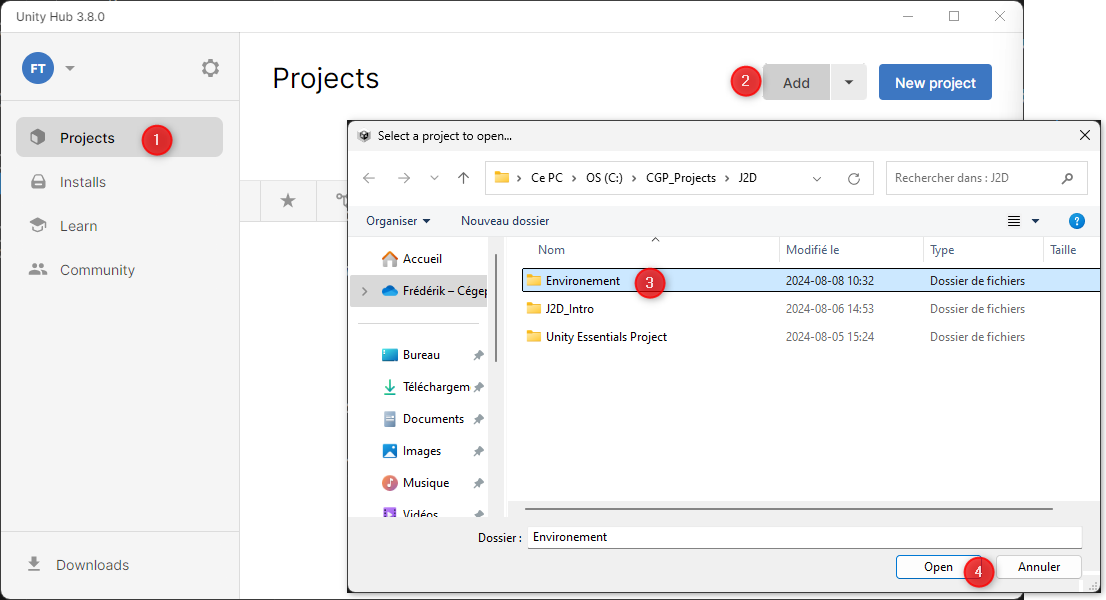 Unity Hub 3.8.0
FT
Projects
Projects 1
Installs
Learn
Community
Downloads
2 Add New project
Select a project to open...
Ce PC > OS (C:) > CGP_Projects > J2D
Rechercher dans : J2D
Organiser Nouveau dossier
?
Accueil
Frédérik – Cégep
Bureau
Téléchargem
Documents
Images
Musique
Vidéos
Nom Modifié le Type Taille
Environement 3 2024-08-08 10:32 Dossier de fichiers
J2D_Intro 2024-08-06 14:53 Dossier de fichiers
Unity Essentials Project 2024-08-05 15:24 Dossier de fichiers
Dossier : Environement
Open 4 Annuler